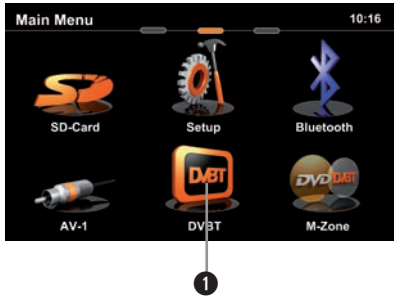 Main Menu 10:16
SD
SD-Card Setup Bluetooth
DVBT
DVD DVBT
AV-1 DVBT M-Zone
1